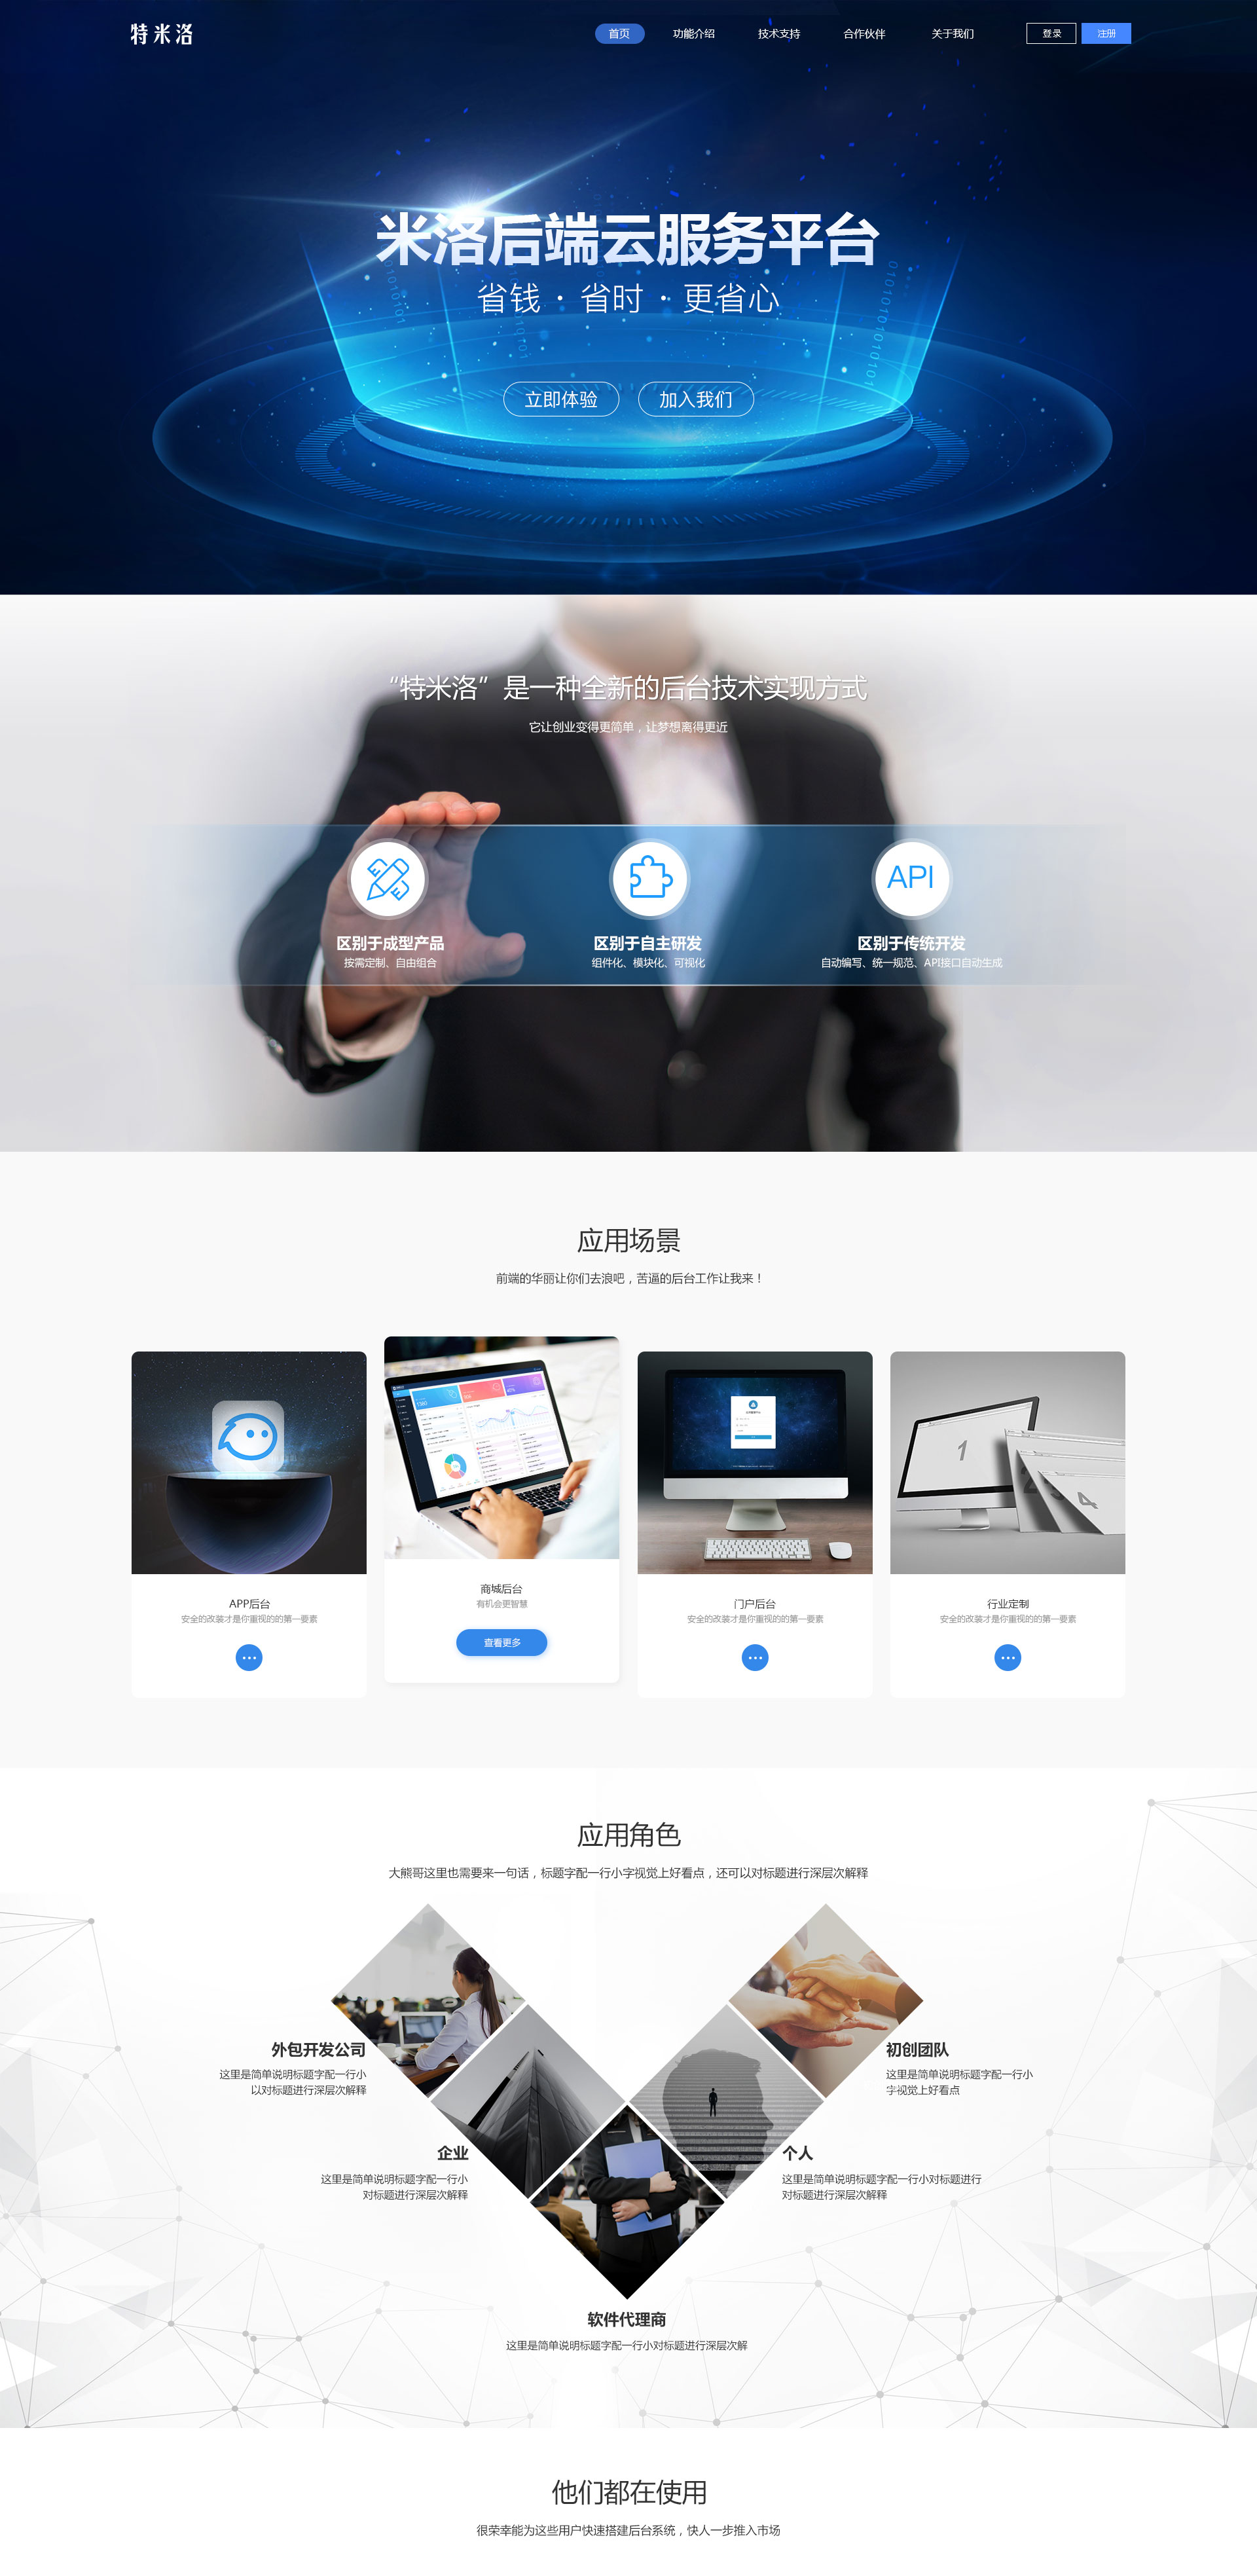 特米洛
首页 功能介绍 技术支持 合作伙伴 关于我们 登录 注册
米洛后端云服务平台
省钱 · 省时 · 更省心
立即体验 加入我们
“特米洛”是一种全新的后台技术实现方式
它让创业变得更简单，让梦想离得更近
API
区别于成型产品 区别于自主研发 区别于传统开发
按需定制、自由组合 组件化、模块化、可视化 自动编写、统一规范、API接口自动生成
应用场景
前端的华丽让你们去浪吧，苦逼的后台工作让我来！
1
4
APP后台
安全的改装才是你重视的的第一要素
商城后台
有机会更智慧
查看更多
门户后台
安全的改装才是你重视的的第一要素
行业定制
安全的改装才是你重视的的第一要素
应用角色
大熊哥这里也需要来一句话，标题字配一行小字视觉上好看点，还可以对标题进行深层次解释
外包开发公司
这里是简单说明标题字配一行小
以对标题进行深层次解释
初创团队
这里是简单说明标题字配一行小
字视觉上好看点
企业
这里是简单说明标题字配一行小
对标题进行深层次解释
个人
这里是简单说明标题字配一行小对标题进行
对标题进行深层次解释
软件代理商
这里是简单说明标题字配一行小对标题进行深层次解
他们都在使用
很荣幸能为这些用户快速搭建后台系统，快人一步推入市场